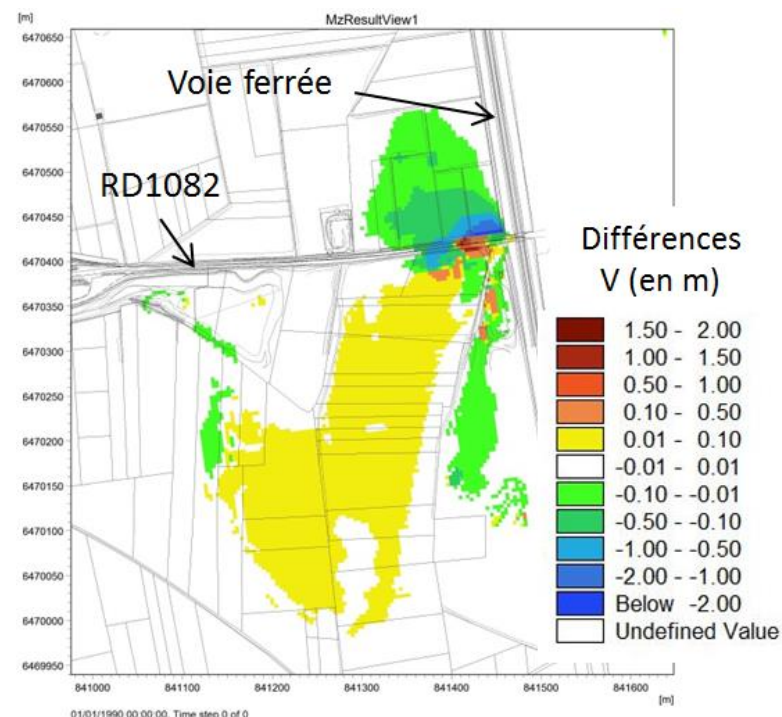 [m]
MzResultView1
6470650
6470600
6470550
6470500
6470450
6470400
6470350
6470300
6470250
6470200
6470150
6470100
6470050
6470000
6469950
Voie ferrée
RD1082
Différences
V (en m)
1.50 - 2.00
1.00 - 1.50
0.50 - 1.00
0.10 - 0.50
0.01 - 0.10
-0.01 - 0.01
-0.10 - -0.01
-0.50 - -0.10
-1.00 - -0.50
-2.00 - -1.00
Below -2.00
Undefined Value
841000 841100 841200 841300 841400 841500 841600
[m]
01/01/1990 00:00:00, Time step 0 of 0